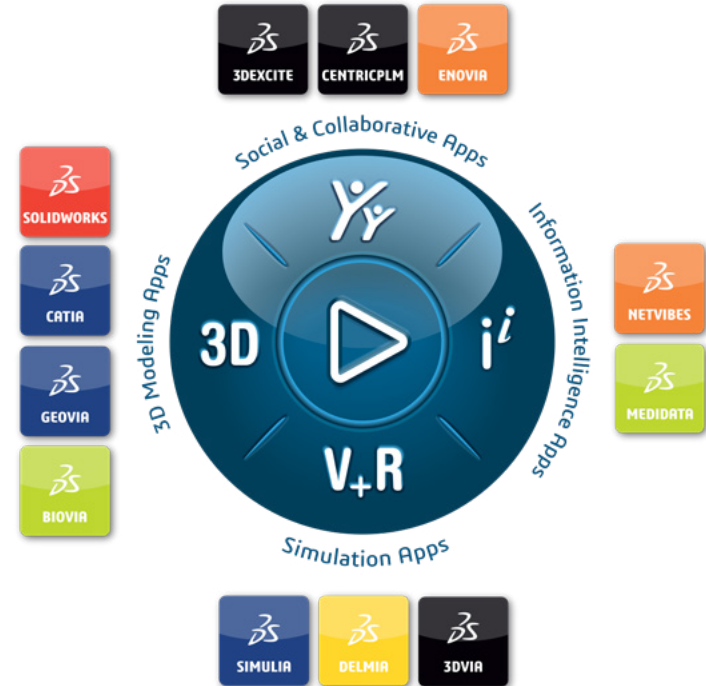 3DEXCITE
CENTRICPLM
ENOVIA
Social & Collaborative Apps
SOLIDWORKS
CATIA
GEOVIA
BIOVIA
3D Modeling Apps
3D
i i
V+R
Information Intelligence Apps
NETVIBES
MEDIDATA
Simulation Apps
SIMULIA
DELMIA
3DVIA